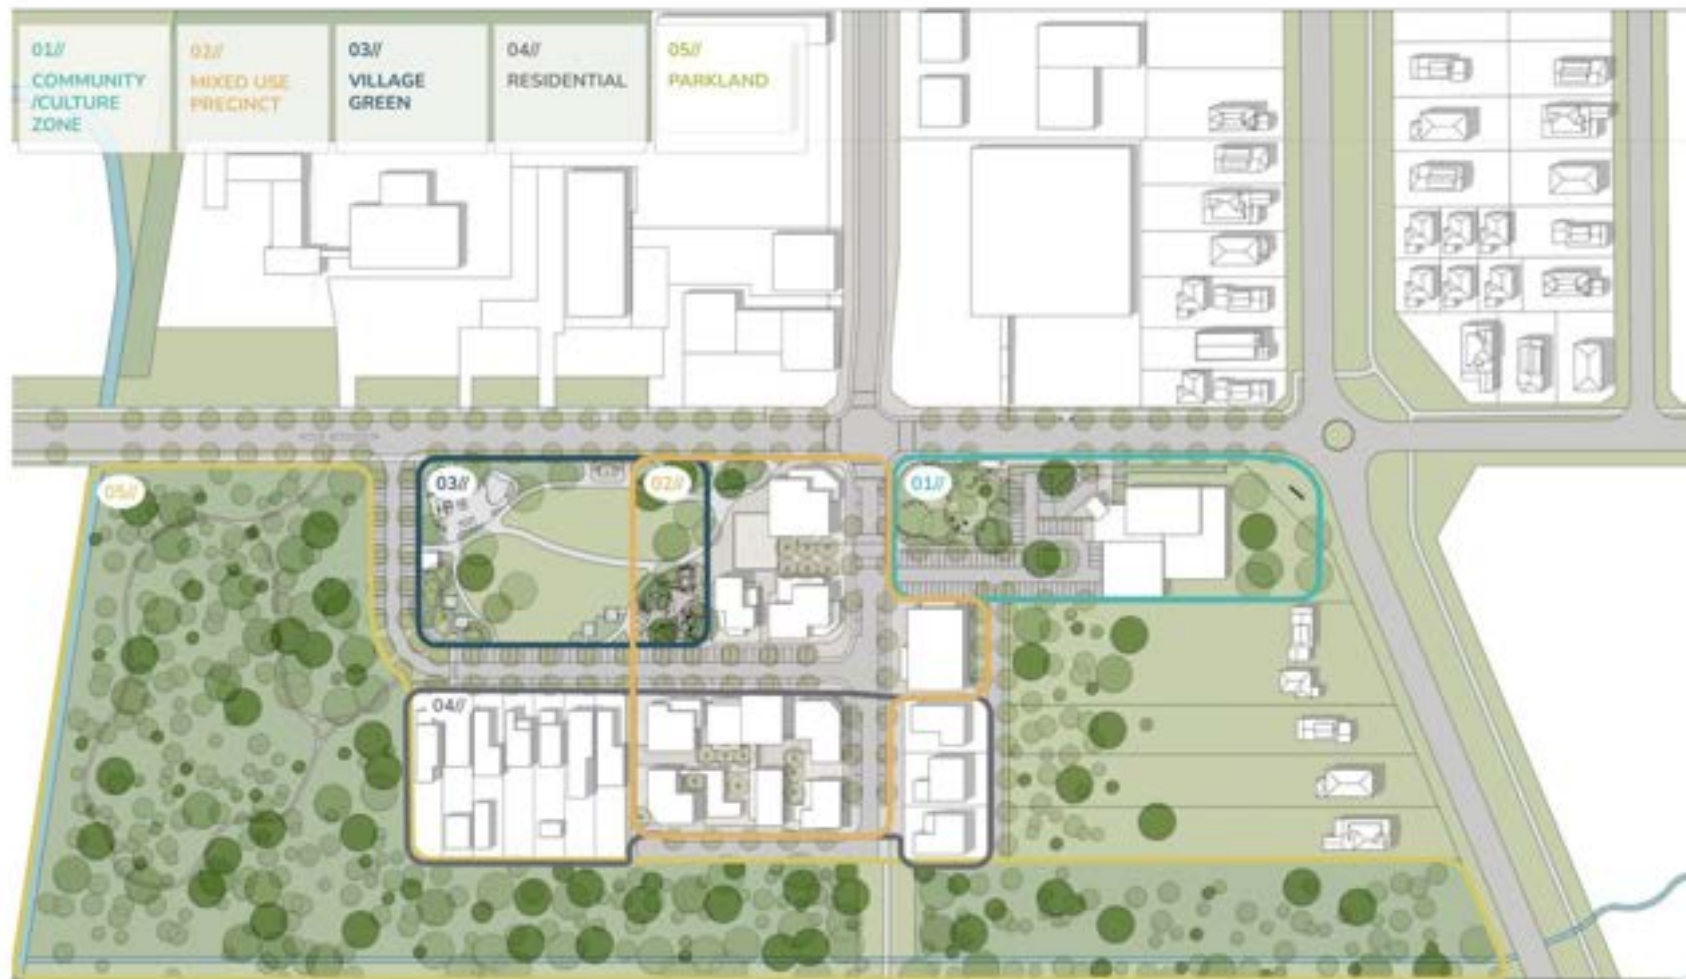 01//
COMMUNITY
/CULTURE
ZONE
02//
MIXED USE
PRECINCT
03//
VILLAGE
GREEN
04//
RESIDENTIAL
05//
PARKLAND
05//
03//
02//
01//
04//